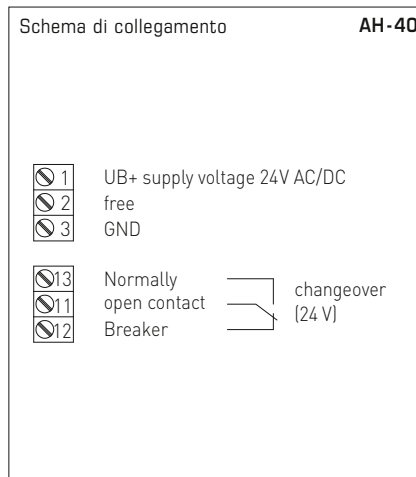 Schema di collegamento AH-40
1 UB+ supply voltage 24V AC/DC
2 free
3 GND
13 Normally
11 open contact
12 Breaker
changeover
(24 V)